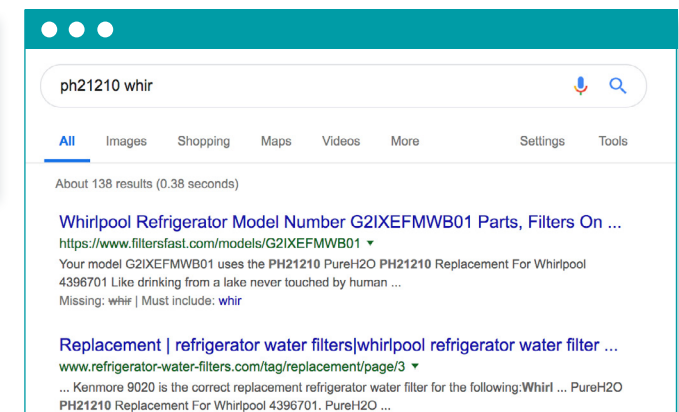 ph21210 whir
All Images Shopping Maps Videos More Settings Tools
About 138 results (0.38 seconds)
Whirlpool Refrigerator Model Number G2IXEFMWB01 Parts, Filters On ...
https://www.filtersfast.com/models/G2IXEFMWB01
Your model G2IXEFMWB01 uses the PH21210 PureH2O PH21210 Replacement For Whirlpool
4396701 Like drinking from a lake never touched by human ...
Missing: whir | Must include: whir
Replacement | refrigerator water filters|whirlpool refrigerator water filter ...
www.refrigerator-water-filters.com/tag/replacement/page/3
... Kenmore 9020 is the correct replacement refrigerator water filter for the following:Whirl ... PureH2O
PH21210 Replacement For Whirlpool 4396701. PureH2O ...